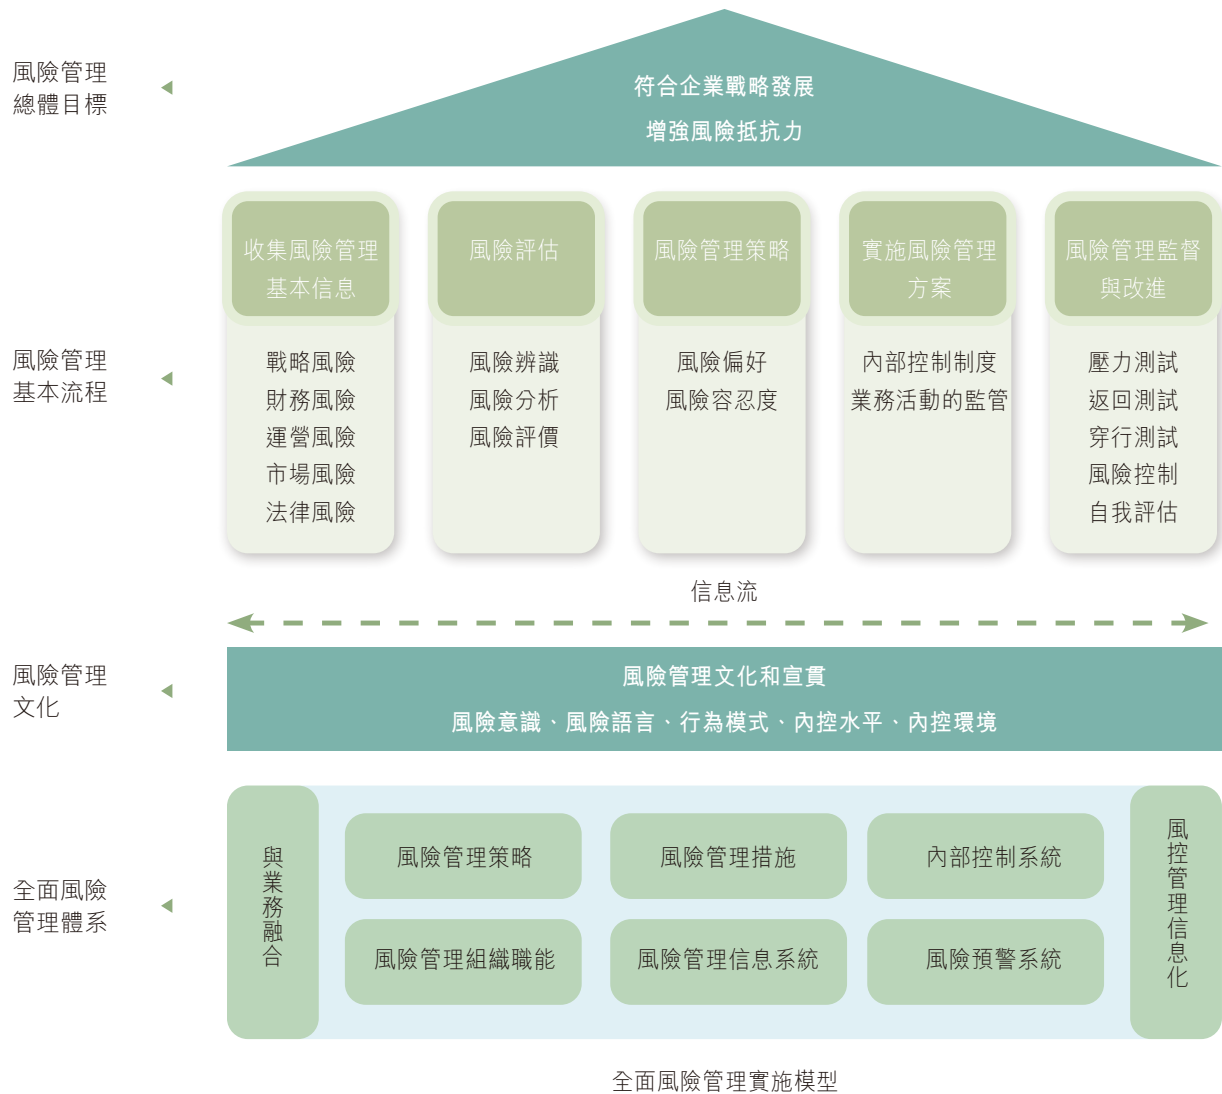 風險管理
總體目標
符合企業戰略發展
增強風險抵抗力
風險管理
基本流程
收集風險管理
基本信息
戰略風險
財務風險
運營風險
市場風險
法律風險
風險評估
風險辨識
風險分析
風險評價
風險管理策略
風險偏好
風險容忍度
實施風險管理
方案
內部控制制度
業務活動的監管
風險管理監督
與改進
壓力測試
返回測試
穿行測試
風險控制
自我評估
信息流
風險管理
文化
風險管理文化和宣貫
風險意識、風險語言、行為模式、內控水平、內控環境
全面風險
管理體系
與業務融合
風險管理策略
風險管理措施
內部控制系統
風險管理組織職能
風險管理信息系統
風險預警系統
風控管理信息化
全面風險管理實施模型